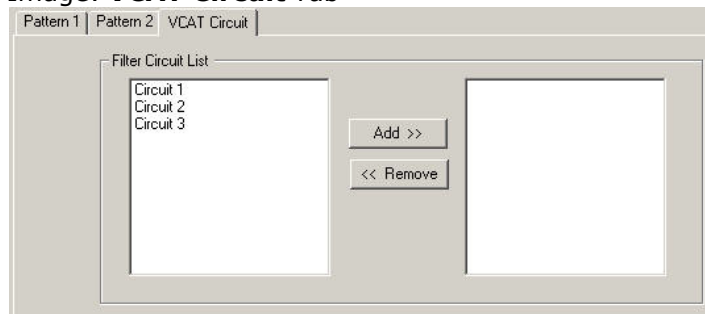 Pattern 1 Pattern 2 VCAT Circuit
Filter Circuit List
Circuit 1
Circuit 2
Circuit 3
Add >>
<< Remove